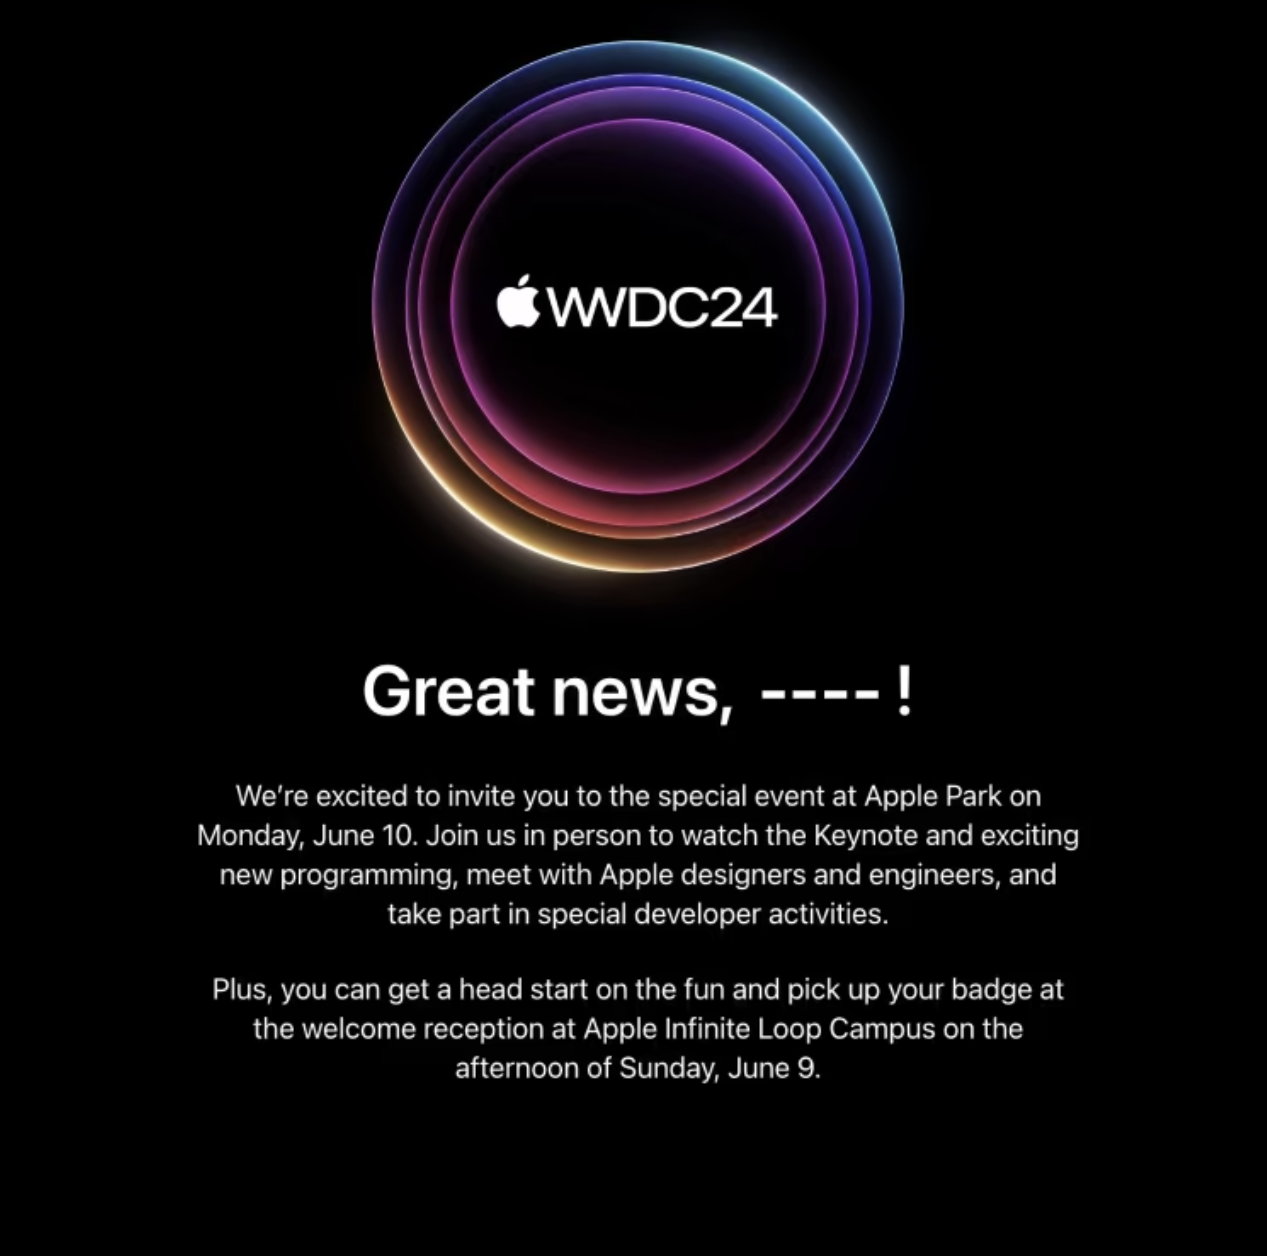 WWDC24
Great news, ----!
We’re excited to invite you to the special event at Apple Park on
Monday, June 10. Join us in person to watch the Keynote and exciting
new programming, meet with Apple designers and engineers, and
take part in special developer activities.
Plus, you can get a head start on the fun and pick up your badge at
the welcome reception at Apple Infinite Loop Campus on the
afternoon of Sunday, June 9.